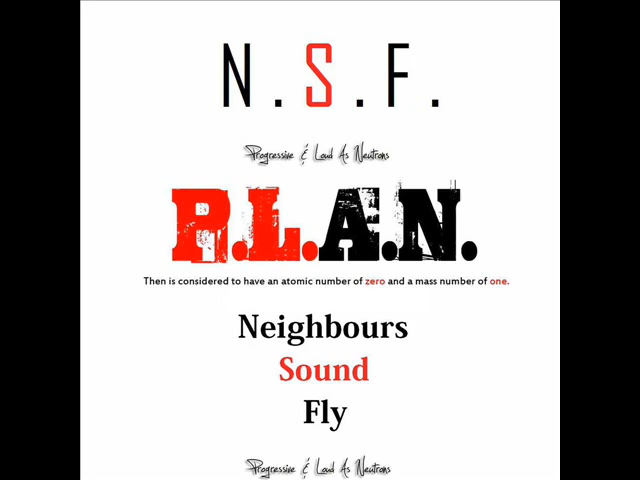 N.S.F.
Progressive & Loud As Neutrons
P.L.A.N.
Then is considered to have an atomic number of zero and a mass number of one.
Neighbours
Sound
Fly
Progressive & Loud As Neutrons